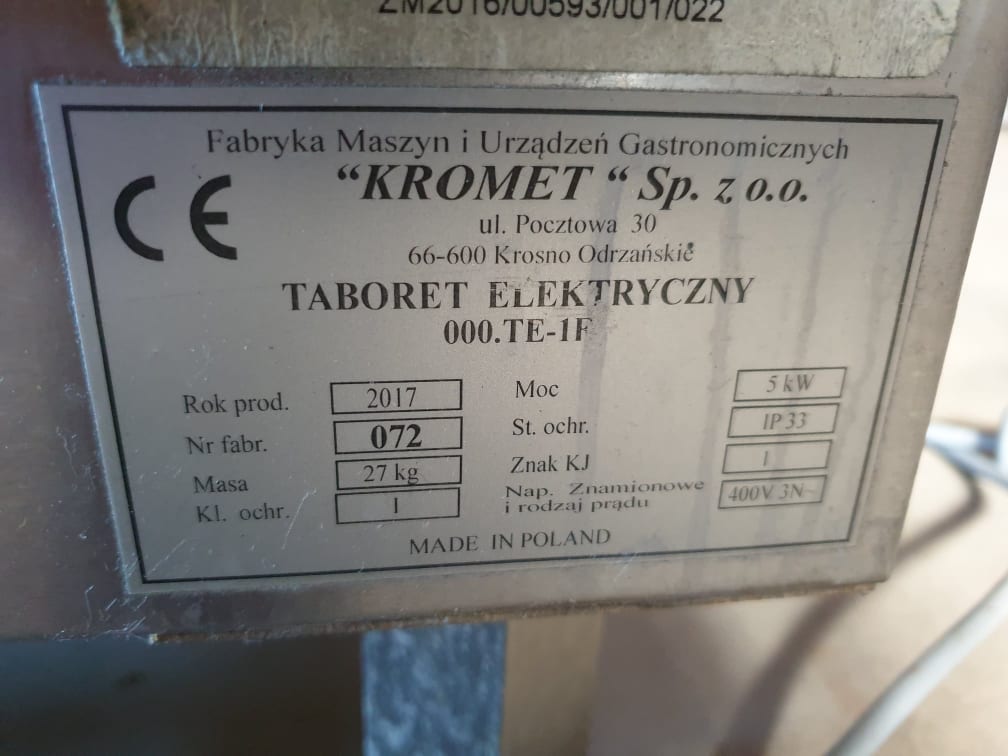 ZM2016/00593/001/022
Fabryka Maszyn i Urządzeń Gastronomicznych
CE
"KROMET " Sp. z o.o.
ul. Pocztowa 30
66-600 Krosno Odrzańskie
TABORET ELEKTRYCZNY
000.TE-1F
Rok prod. 2017
Nr fabr. 072
Masa 27 kg
Kl. ochr. I
Moc 5 kW
St. ochr. IP 33
Znak KJ I
Nap. Znamionowe
i rodzaj prądu 400V 3N~
MADE IN POLAND